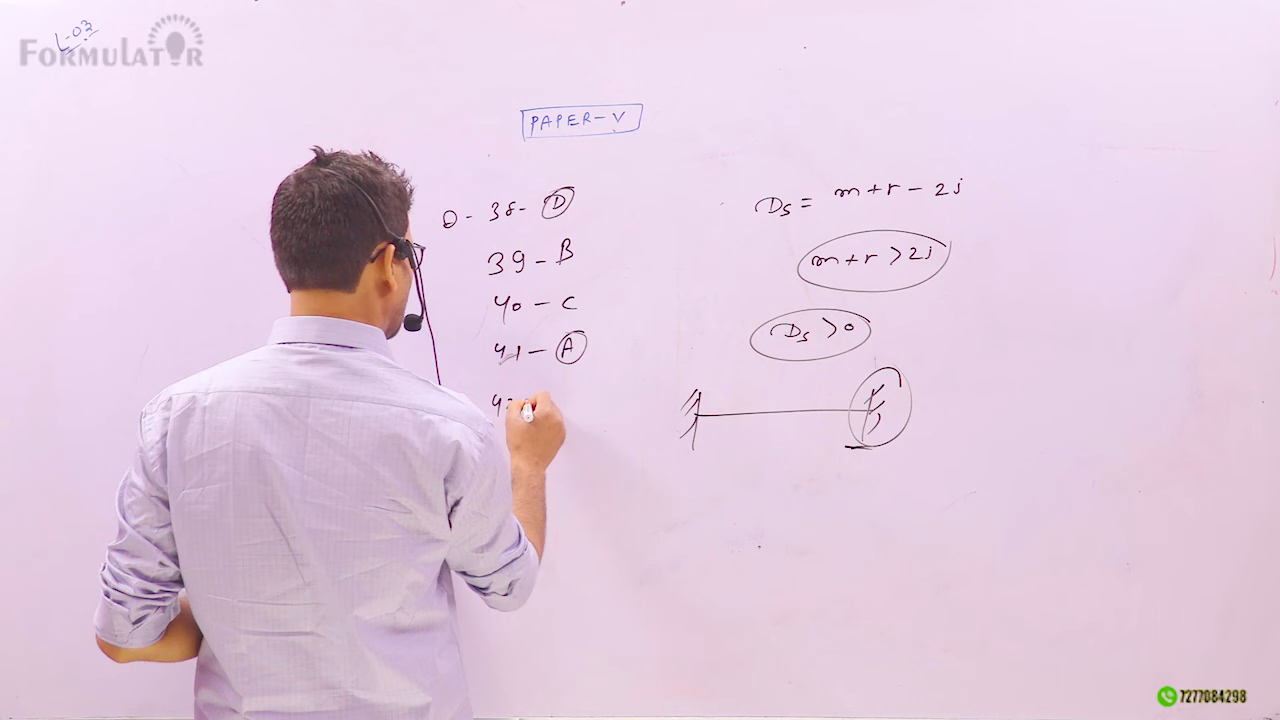 L-03
FORMULATOR
PAPER-V
Q-38-D
39-B
40-C
41-A
Ds = m+r-2j
m+r>2j
Ds>0
7277084298